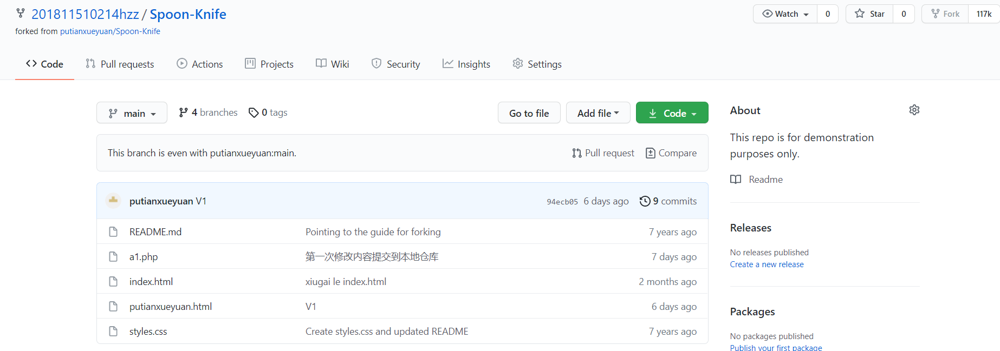 201811510214hzz / Spoon-Knife
Watch 0 Star 0 Fork 117k
forked from putianxueyuan/Spoon-Knife
Code Pull requests Actions Projects Wiki Security Insights Settings
main 4 branches 0 tags Go to file Add file Code
This branch is even with putianxueyuan:main. Pull request Compare
putianxueyuan V1 94ecb05 6 days ago 9 commits
README.md Pointing to the guide for forking 7 years ago
a1.php 第一次修改内容提交到本地仓库 7 days ago
index.html xiugai le index.html 2 months ago
putianxueyuan.html V1 6 days ago
styles.css Create styles.css and updated README 7 years ago
About
This repo is for demonstration
purposes only.
Readme
Releases
No releases published
Create a new release
Packages
No packages published
Publish your first package